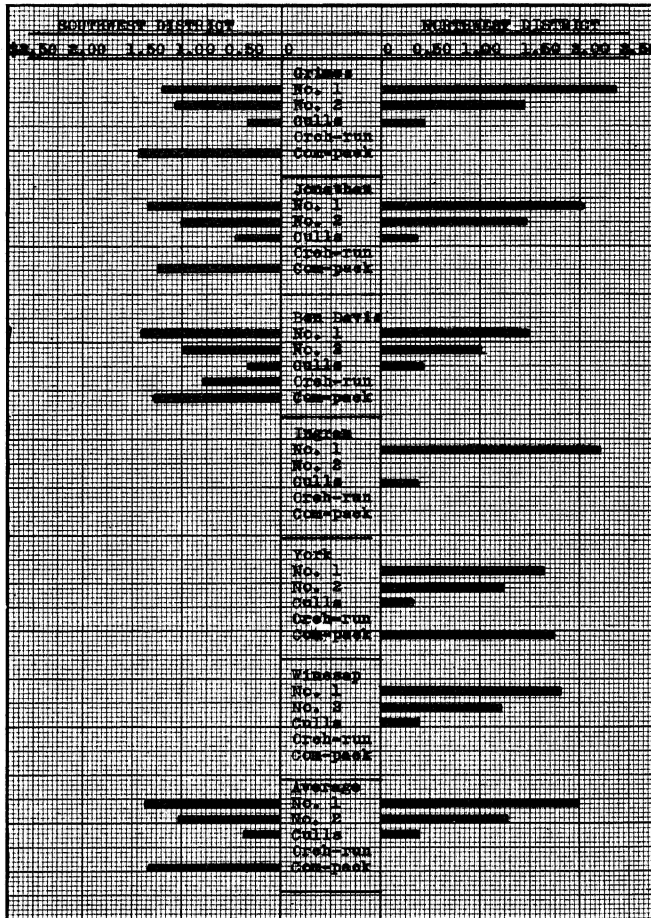 SOUTHWEST DISTRICT NORTHWEST DISTRICT
$2.50 2.00 1.50 1.00 0.50 0 0 0.50 1.00 1.50 2.00 2.50
Grimes
No. 1
No. 2
Culls
Orch-run
Com-pack
Jonathan
No. 1
No. 2
Culls
Orch-run
Com-pack
Ben Davis
No. 1
No. 2
Culls
Orch-run
Com-pack
Ingram
No. 1
No. 2
Culls
Orch-run
Com-pack
York
No. 1
No. 2
Culls
Orch-run
Com-pack
Winesap
No. 1
No. 2
Culls
Orch-run
Com-pack
Average
No. 1
No. 2
Culls
Orch-run
Com-pack